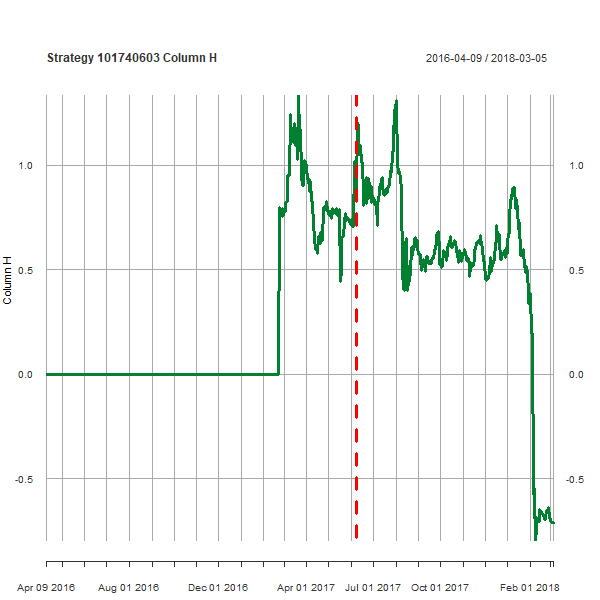 Strategy 101740603 Column H
2016-04-09 / 2018-03-05
1.0 1.0
0.5 0.5
Column H
0.0 0.0
-0.5 -0.5
Apr 09 2016 Aug 01 2016 Dec 01 2016 Apr 01 2017 Jul 01 2017 Oct 01 2017 Feb 01 2018